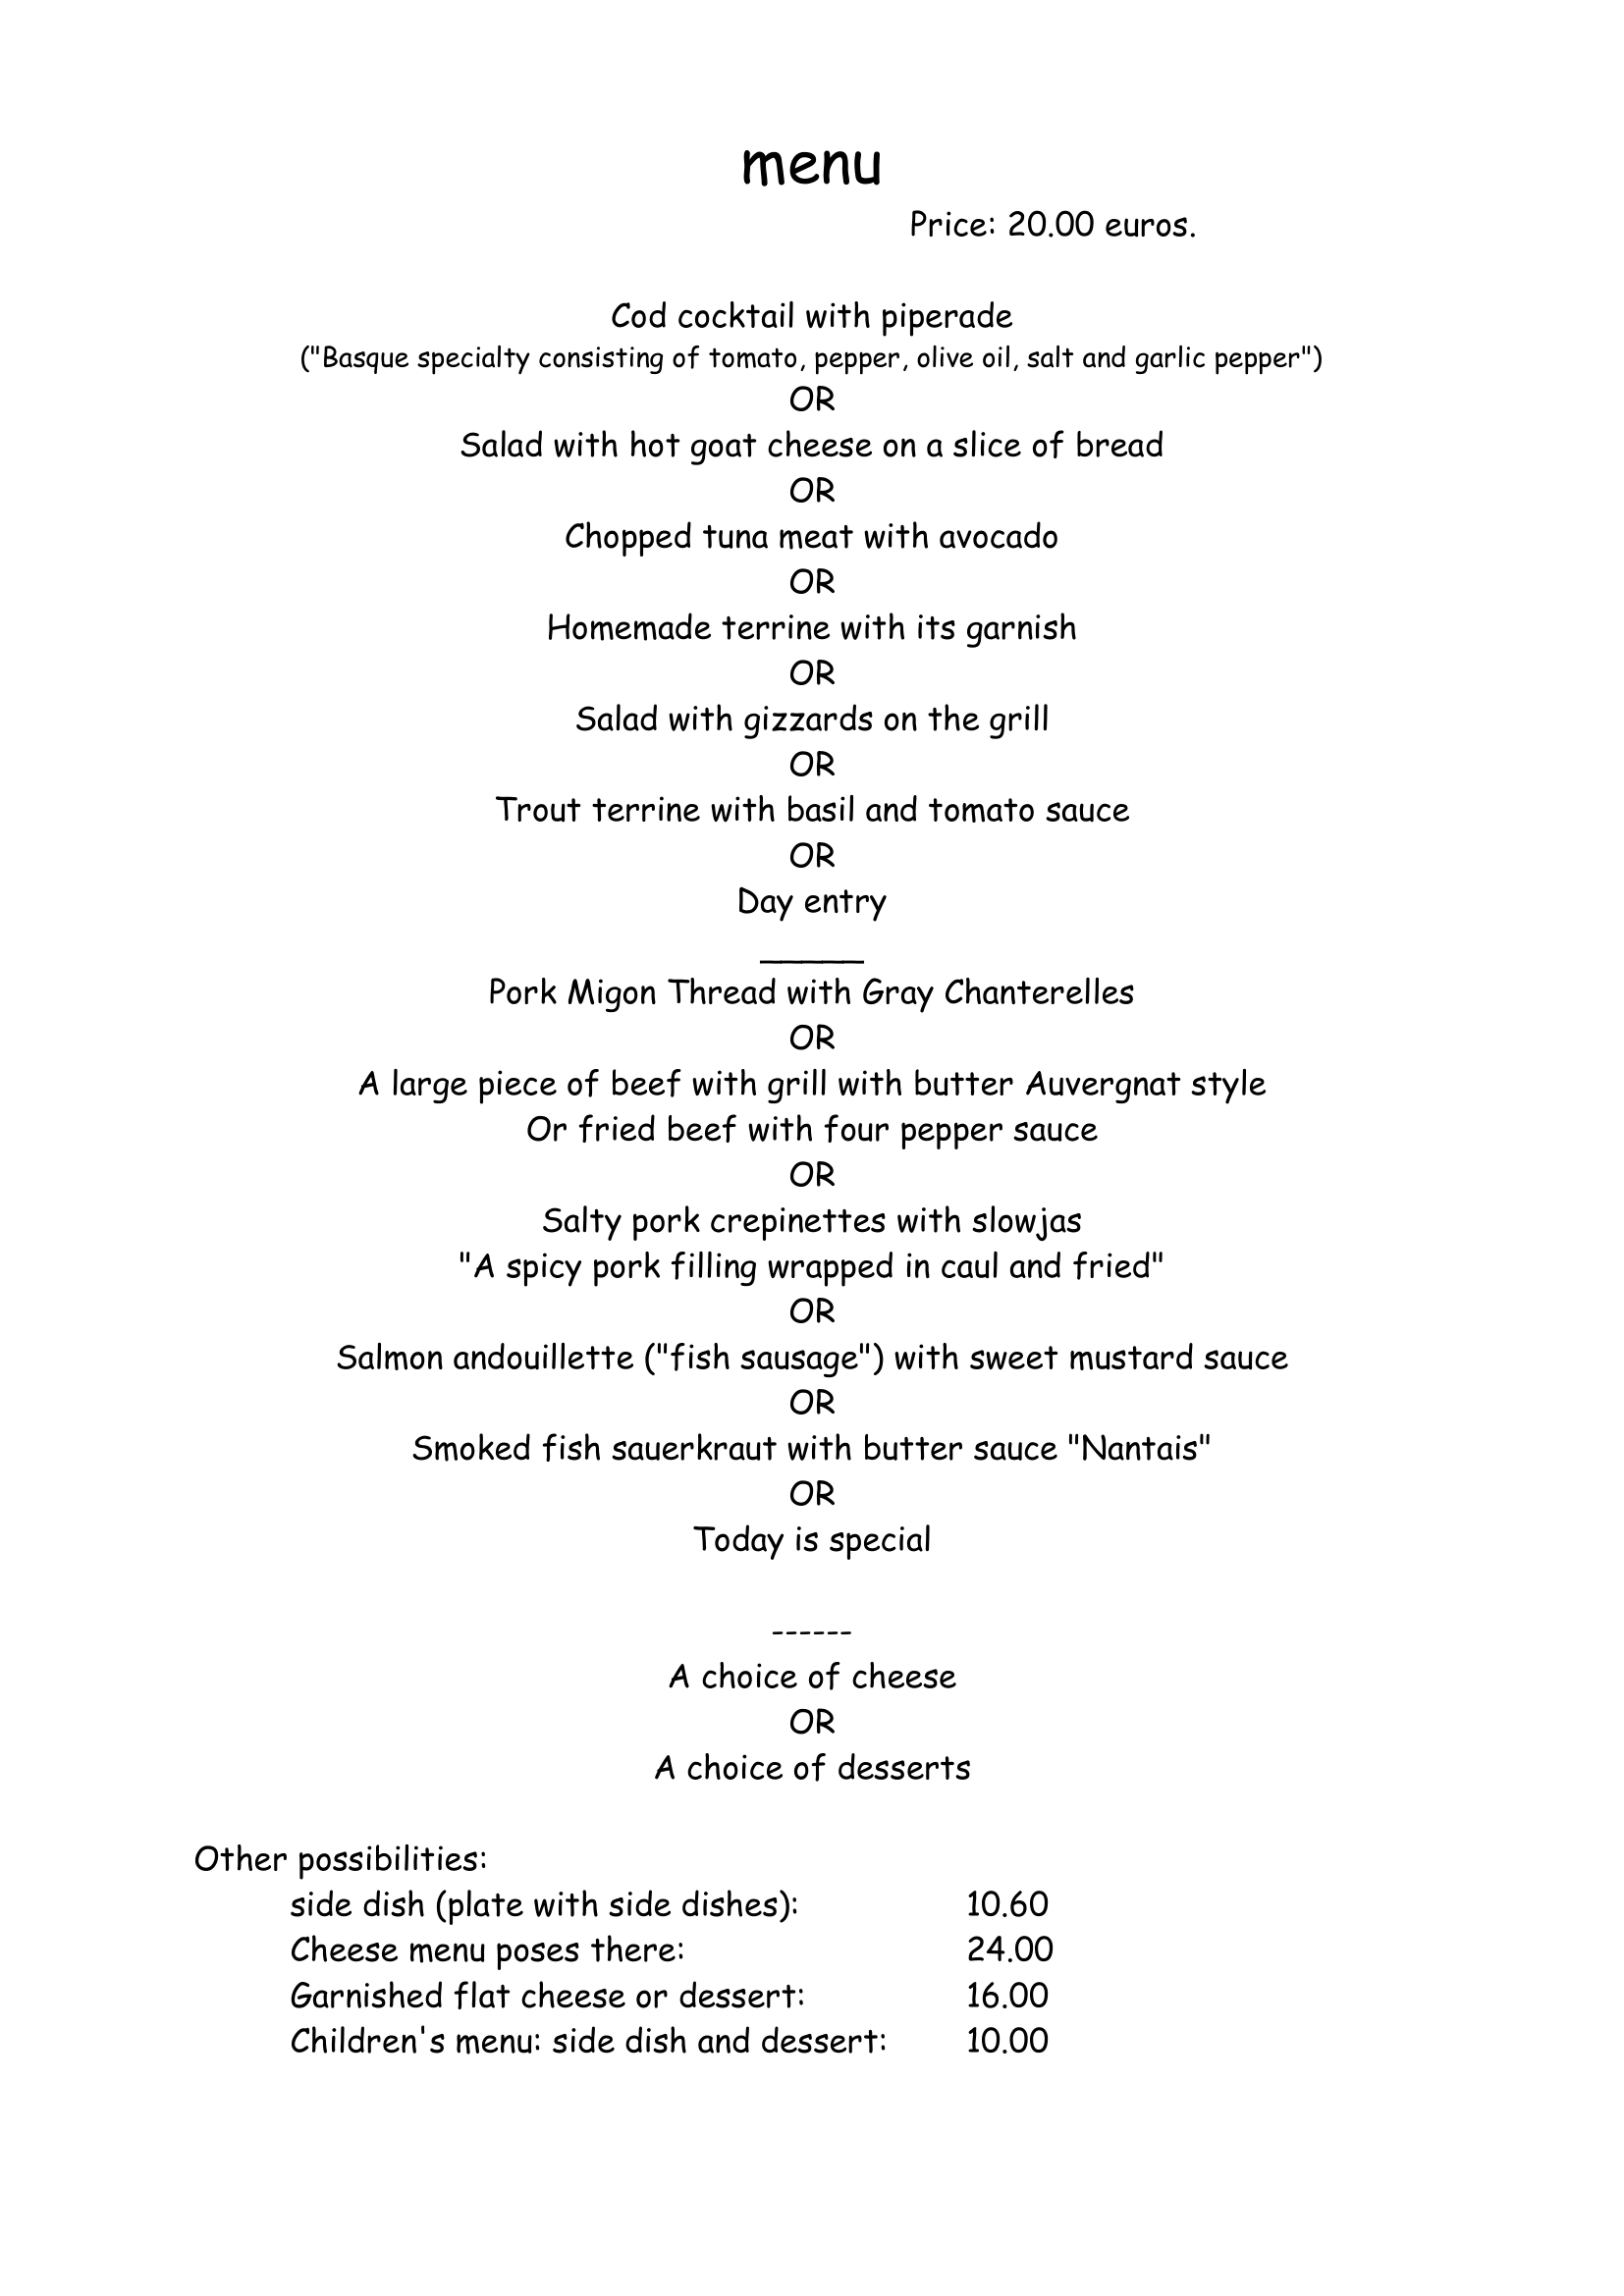 menu
Price: 20.00 euros.
Cod cocktail with piperade
("Basque specialty consisting of tomato, pepper, olive oil, salt and garlic pepper")
OR
Salad with hot goat cheese on a slice of bread
OR
Chopped tuna meat with avocado
OR
Homemade terrine with its garnish
OR
Salad with gizzards on the grill
OR
Trout terrine with basil and tomato sauce
OR
Day entry
_____
Pork Migon Thread with Gray Chanterelles
OR
A large piece of beef with grill with butter Auvergnat style
Or fried beef with four pepper sauce
OR
Salty pork crepinettes with slowjas
"A spicy pork filling wrapped in caul and fried"
OR
Salmon andouillette ("fish sausage") with sweet mustard sauce
OR
Smoked fish sauerkraut with butter sauce "Nantais"
OR
Today is special
------
A choice of cheese
OR
A choice of desserts
Other possibilities:
side dish (plate with side dishes): 10.60
Cheese menu poses there: 24.00
Garnished flat cheese or dessert: 16.00
Children's menu: side dish and dessert: 10.00